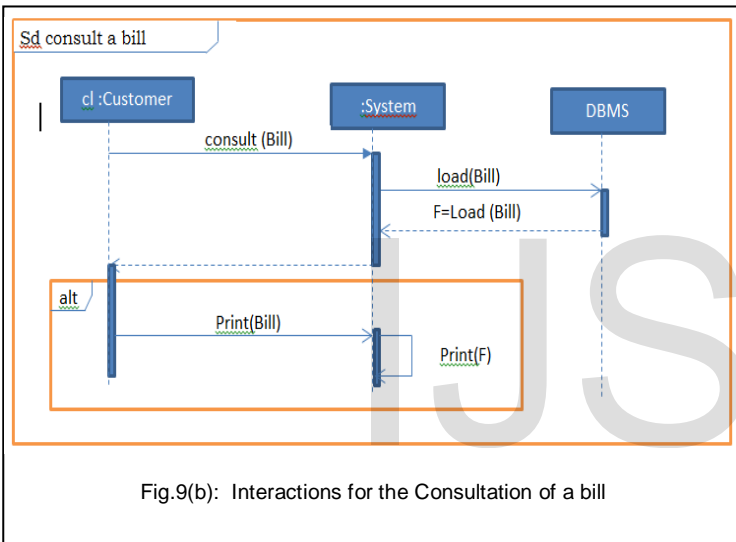 Sd consult a bill
cl :Customer
:System
DBMS
consult (Bill)
load(Bill)
F=Load (Bill)
alt
Print(Bill)
Print(F)
IJS
Fig.9(b): Interactions for the Consultation of a bill